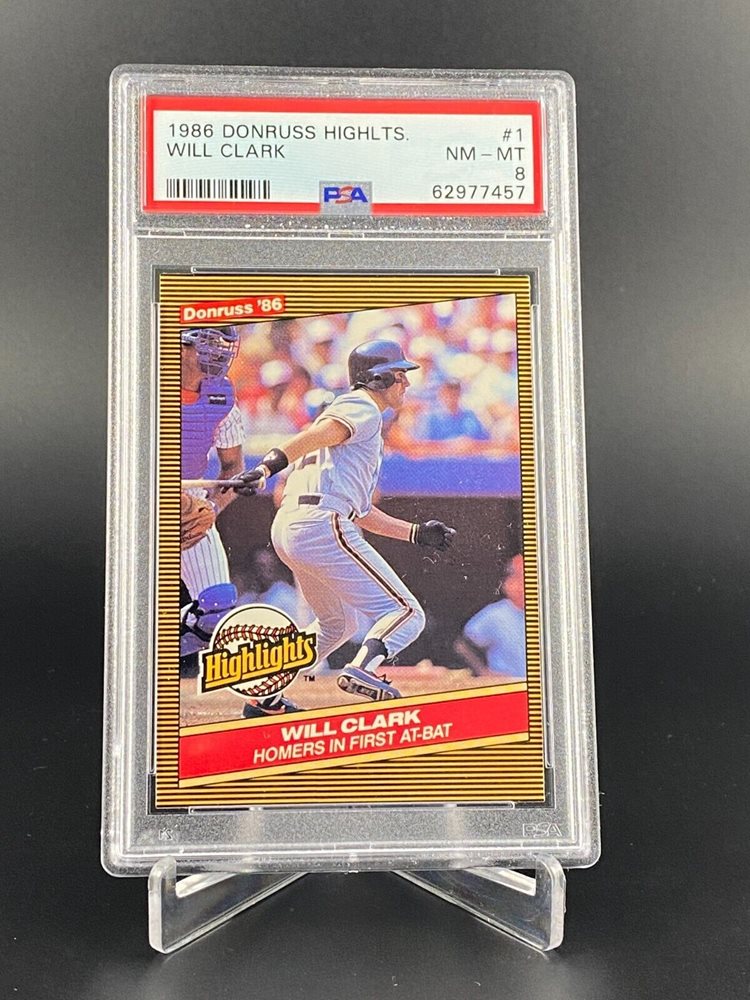 1986 DONRUSS HIGHLTS. #1
WILL CLARK NM - MT
8
PSA 62977457
Donruss '86
Highlights
TM
WILL CLARK
HOMERS IN FIRST AT-BAT
PSA